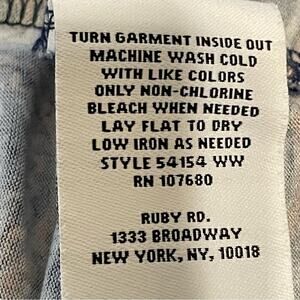 TURN GARMENT INSIDE OUT
MACHINE WASH COLD
WITH LIKE COLORS
ONLY NON-CHLORINE
BLEACH WHEN NEEDED
LAY FLAT TO DRY
LOW IRON AS NEEDED
STYLE 54154 WW
RN 107680
RUBY RD.
1333 BROADWAY
NEW YORK, NY, 10018